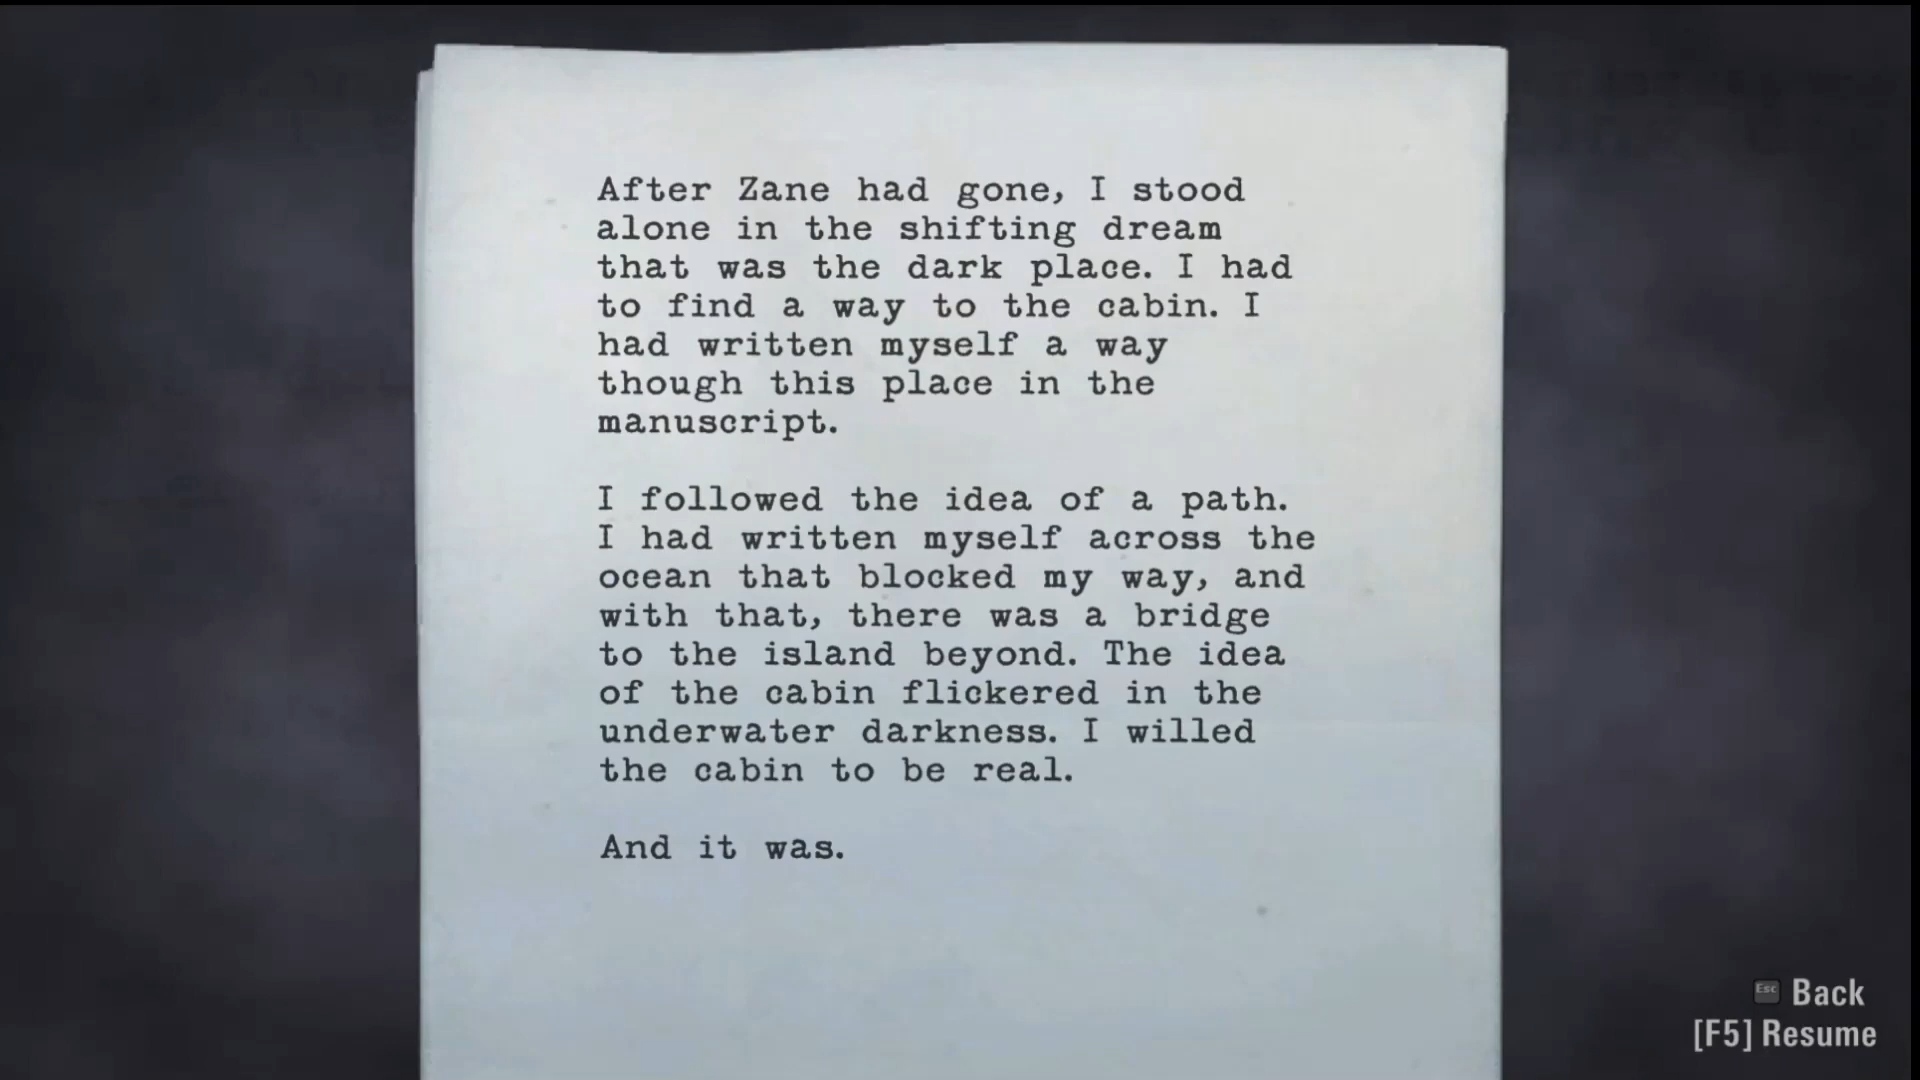 After Zane had gone, I stood
alone in the shifting dream
that was the dark place. I had
to find a way to the cabin. I
had written myself a way
though this place in the
manuscript.
I followed the idea of a path.
I had written myself across the
ocean that blocked my way, and
with that, there was a bridge
to the island beyond. The idea
of the cabin flickered in the
underwater darkness. I willed
the cabin to be real.
And it was.
Esc Back
[F5] Resume